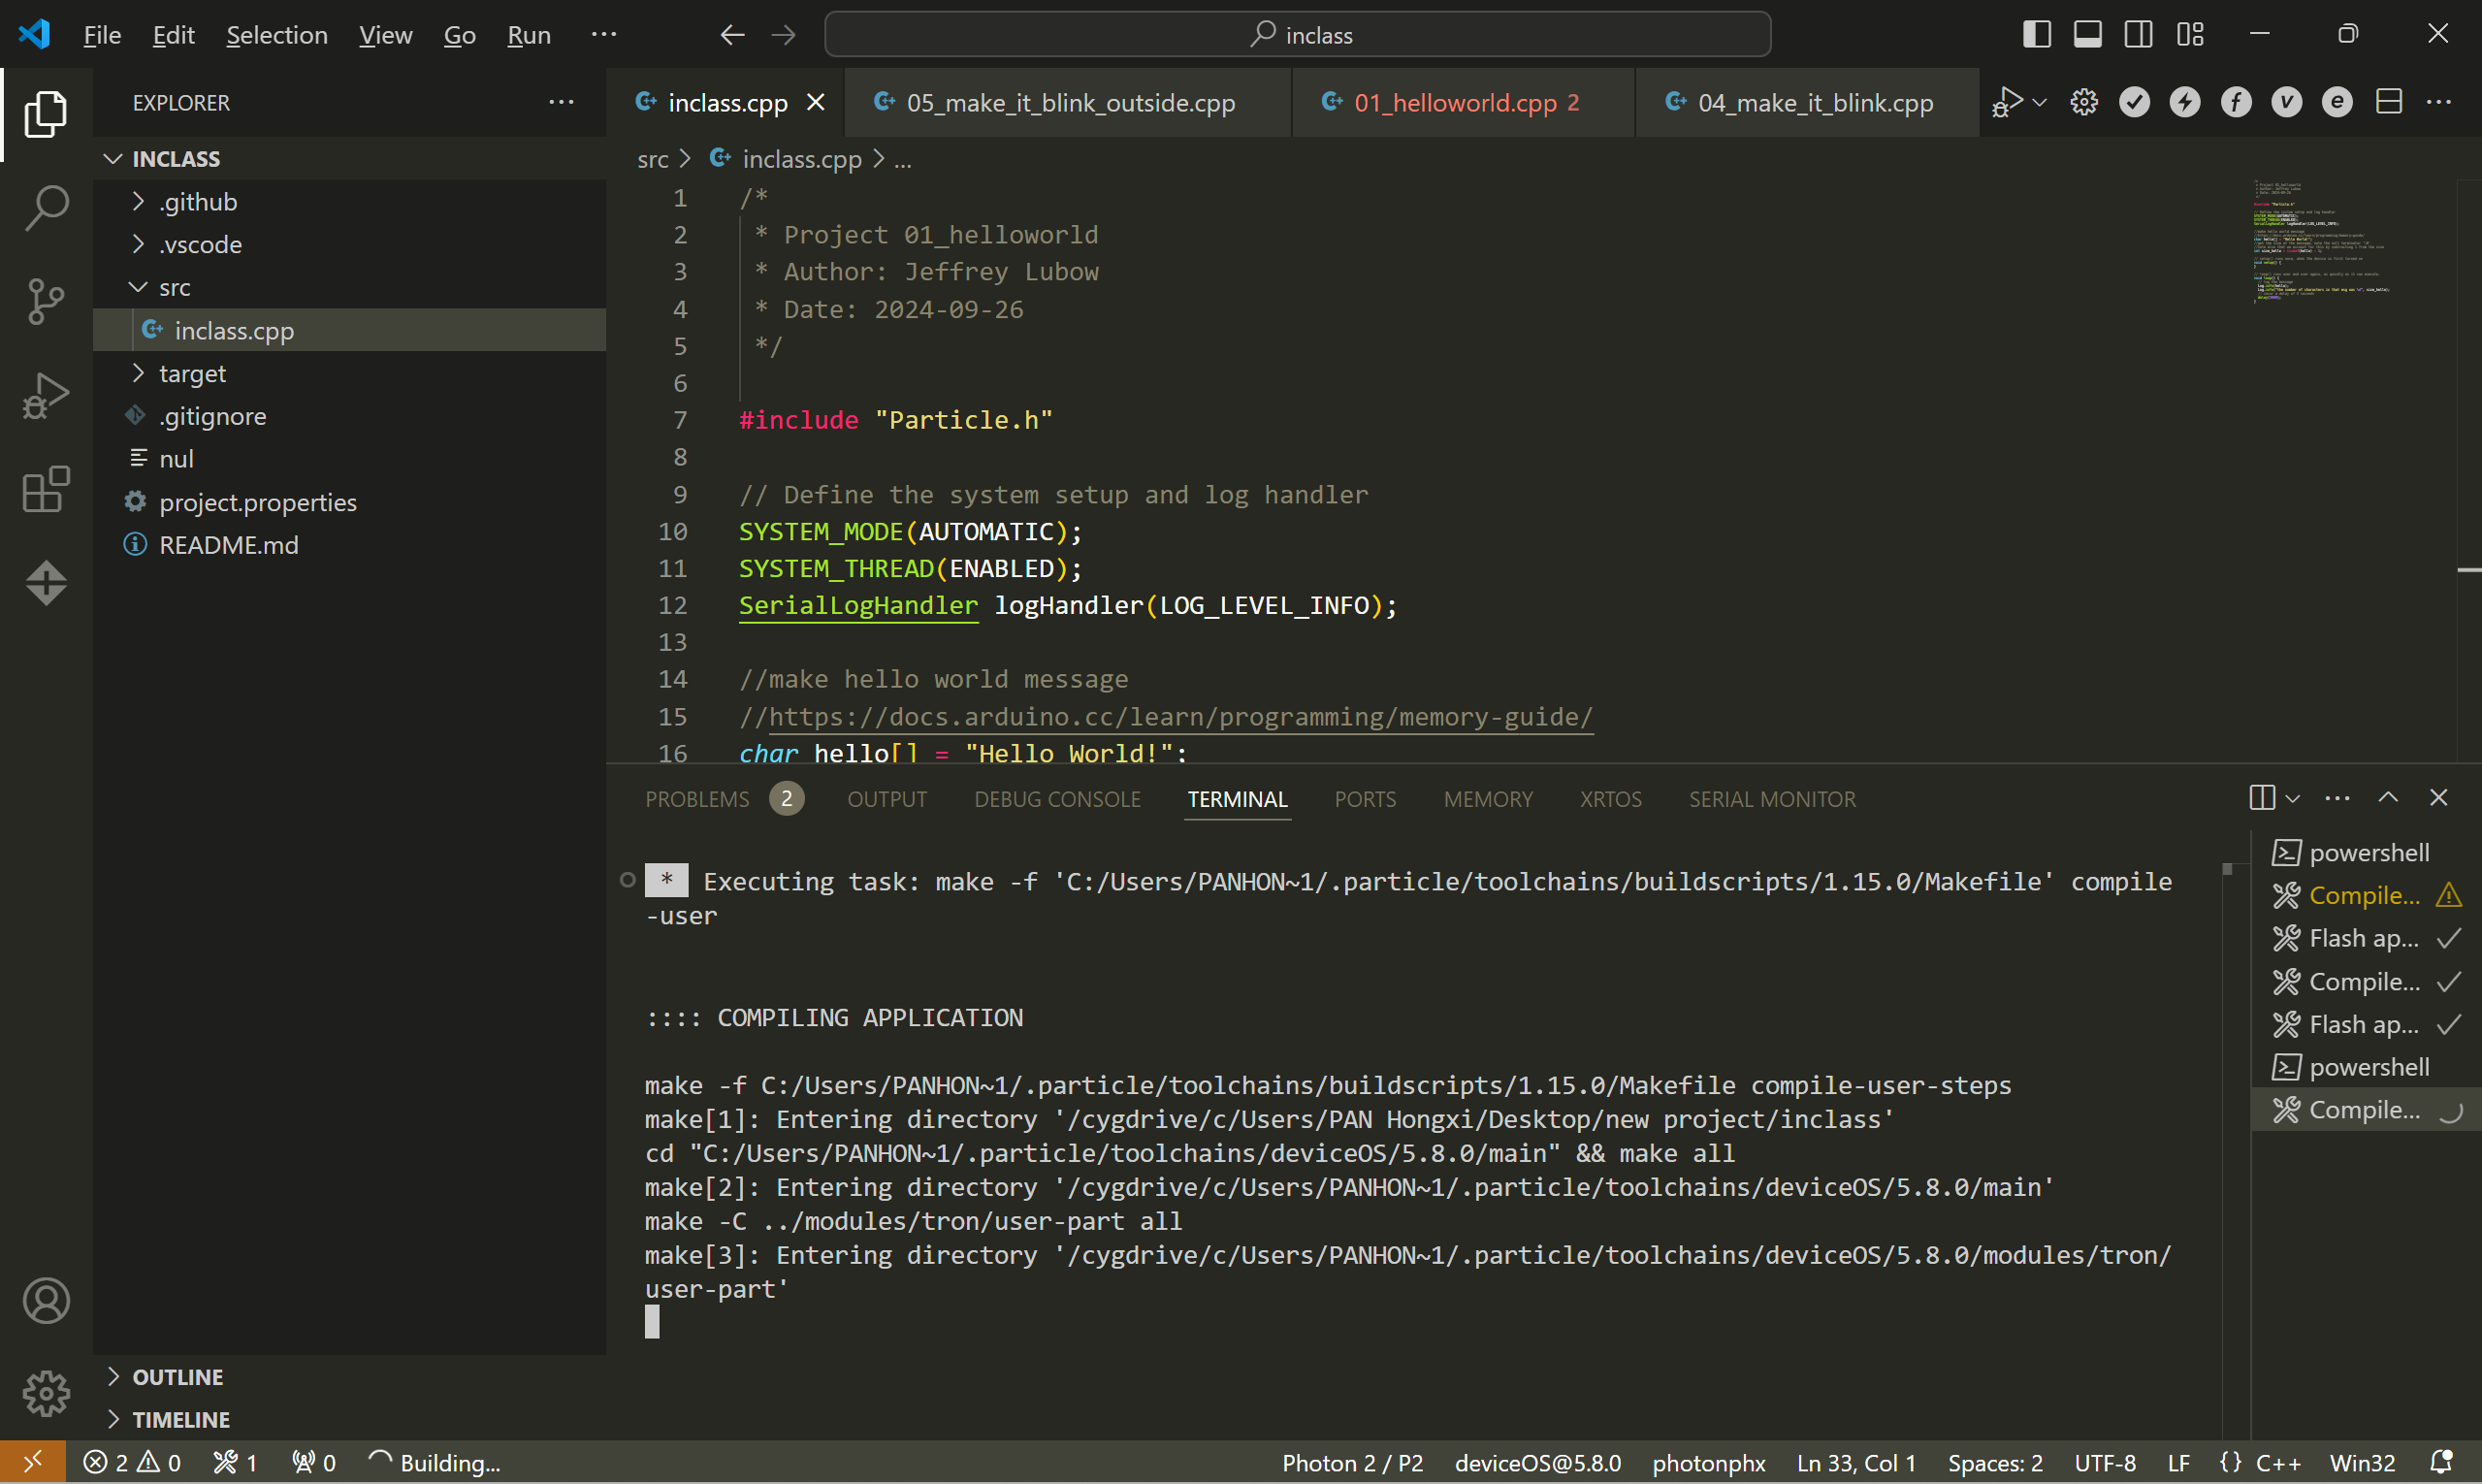 File Edit Selection View Go Run ... inclass
EXPLORER ... inclass.cpp 05_make_it_blink_outside.cpp 01_helloworld.cpp 2 04_make_it_blink.cpp
INCLASS
.github
.vscode
src
inclass.cpp
target
.gitignore
nul
project.properties
README.md
OUTLINE
TIMELINE
src > inclass.cpp > ...
1 /*
2 * Project 01_helloworld
3 * Author: Jeffrey Lubow
4 * Date: 2024-09-26
5 */
6
7 #include "Particle.h"
8
9 // Define the system setup and log handler
10 SYSTEM_MODE(AUTOMATIC);
11 SYSTEM_THREAD(ENABLED);
12 SerialLogHandler logHandler(LOG_LEVEL_INFO);
13
14 //make hello world message
15 //https://docs.arduino.cc/learn/programming/memory-guide/
16 char hello[] = "Hello World!";
PROBLEMS 2 OUTPUT DEBUG CONSOLE TERMINAL PORTS MEMORY XRTOS SERIAL MONITOR
* Executing task: make -f 'C:/Users/PANHON~1/.particle/toolchains/buildscripts/1.15.0/Makefile' compile
-user
:::: COMPILING APPLICATION
make -f C:/Users/PANHON~1/.particle/toolchains/buildscripts/1.15.0/Makefile compile-user-steps
make[1]: Entering directory '/cygdrive/c/Users/PAN Hongxi/Desktop/new project/inclass'
cd "C:/Users/PANHON~1/.particle/toolchains/deviceOS/5.8.0/main" && make all
make[2]: Entering directory '/cygdrive/c/Users/PANHON~1/.particle/toolchains/deviceOS/5.8.0/main'
make -C ../modules/tron/user-part all
make[3]: Entering directory '/cygdrive/c/Users/PANHON~1/.particle/toolchains/deviceOS/5.8.0/modules/tron/
user-part'
powershell
Compile...
Flash ap...
Compile...
Flash ap...
powershell
Compile...
2 0 1 0 Building... Photon 2 / P2 deviceOS@5.8.0 photonphx Ln 33, Col 1 Spaces: 2 UTF-8 LF {} C++ Win32